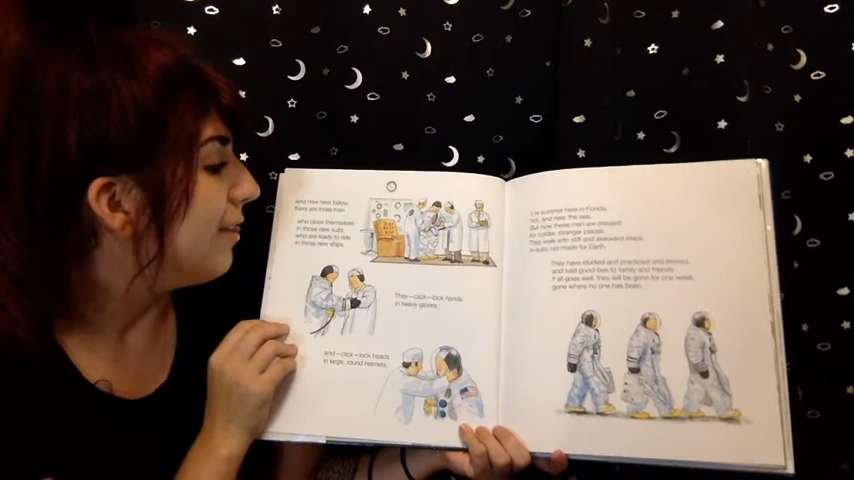 And now near below
there are three men
who close themselves
in those new suits,
who are ready to ride
in those new ships.
They—click—lock hands
in heavy gloves,
and—click—lock heads
in large, round helmets.
It is summer here in Florida,
hot, and near the sea.
But now these men are dressed
for colder, stranger places.
They walk with stiff and awkward steps
in suits not made for Earth.
They have studied and practiced and trained,
and said good-bye to family and friends.
If all goes well, they will be gone for one week,
gone where no one has been.